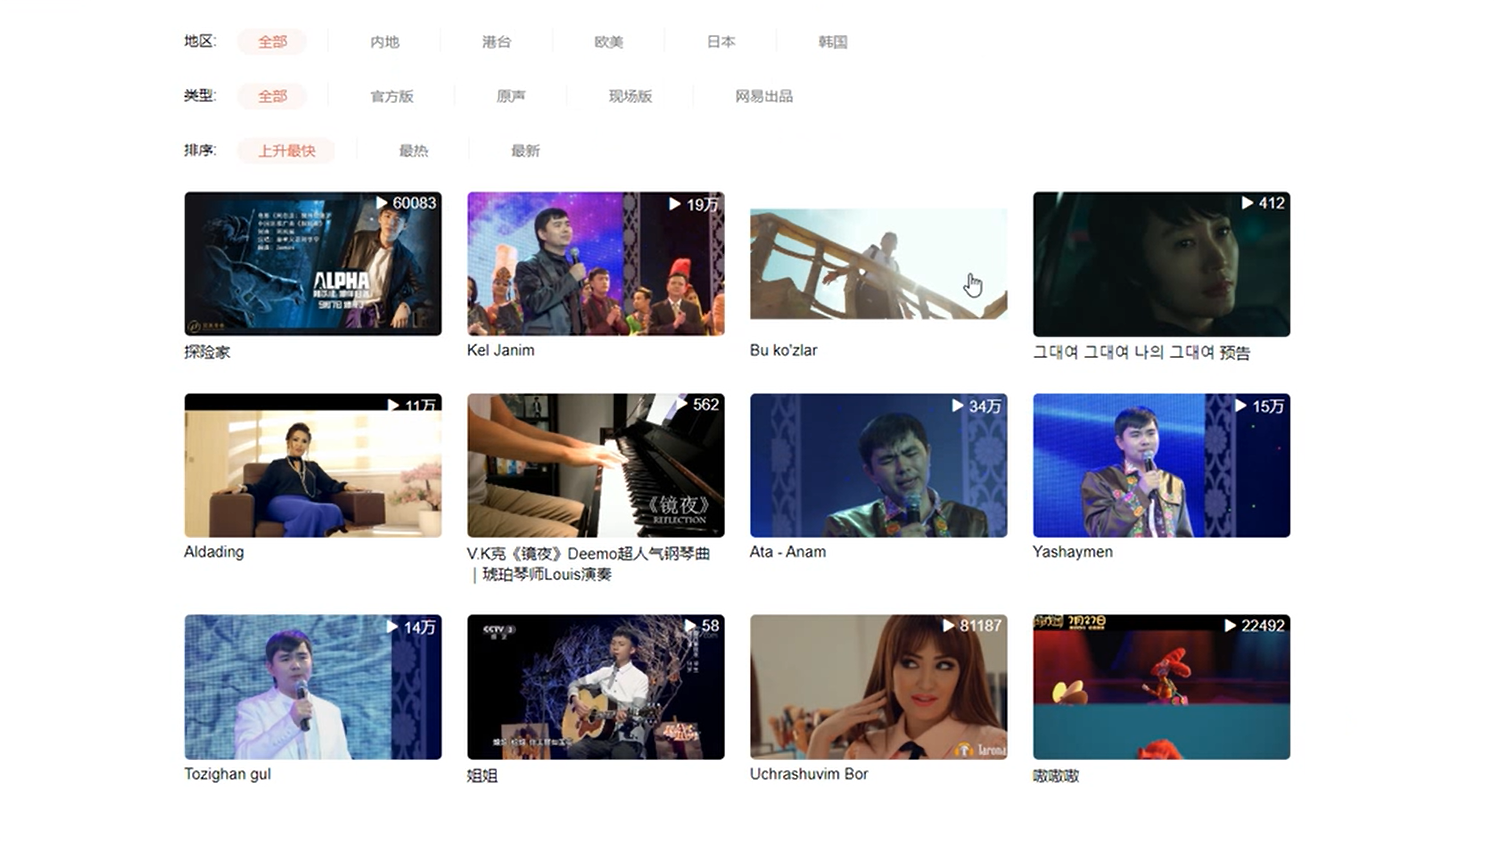 地区: 全部 内地 港台 欧美 日本 韩国
类型: 全部 官方版 原声 现场版 网易出品
排序: 上升最快 最热 最新
60083
19万
412
ALPHA
探险家
Kel Janim
Bu ko'zlar
그대여 그대여 나의 그대여 预告
11万
562
34万
15万
《镜夜》
REFLECTION
Aldading
V.K克《镜夜》Deemo超人气钢琴曲
｜琥珀琴师Louis演奏
Ata - Anam
Yashaymen
14万
CCTV 3
58
81187
7月27日
22492
Tarona
Tozighan gul
姐姐
Uchrashuvim Bor
嗷嗷嗷